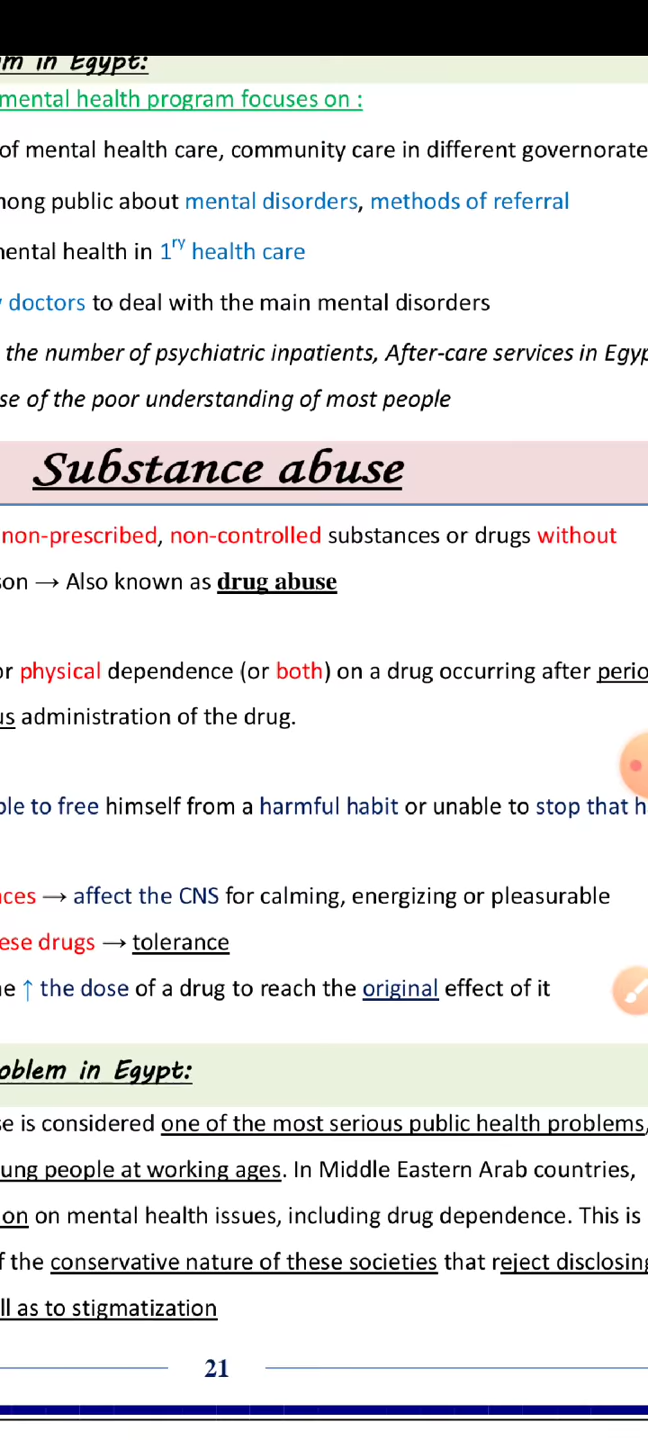 in Egypt:
mental health program focuses on :
of mental health care, community care in different governorate
among public about mental disorders, methods of referral
mental health in 1ry health care
doctors to deal with the main mental disorders
the number of psychiatric inpatients, After-care services in Egyp
se of the poor understanding of most people
Substance abuse
non-prescribed, non-controlled substances or drugs without
son → Also known as drug abuse
or physical dependence (or both) on a drug occurring after perio
us administration of the drug.
ble to free himself from a harmful habit or unable to stop that h
nces → affect the CNS for calming, energizing or pleasurable
ese drugs → tolerance
↑ the dose of a drug to reach the original effect of it
oblem in Egypt:
se is considered one of the most serious public health problems,
ung people at working ages. In Middle Eastern Arab countries,
on on mental health issues, including drug dependence. This is
f the conservative nature of these societies that reject disclosing
ll as to stigmatization
21